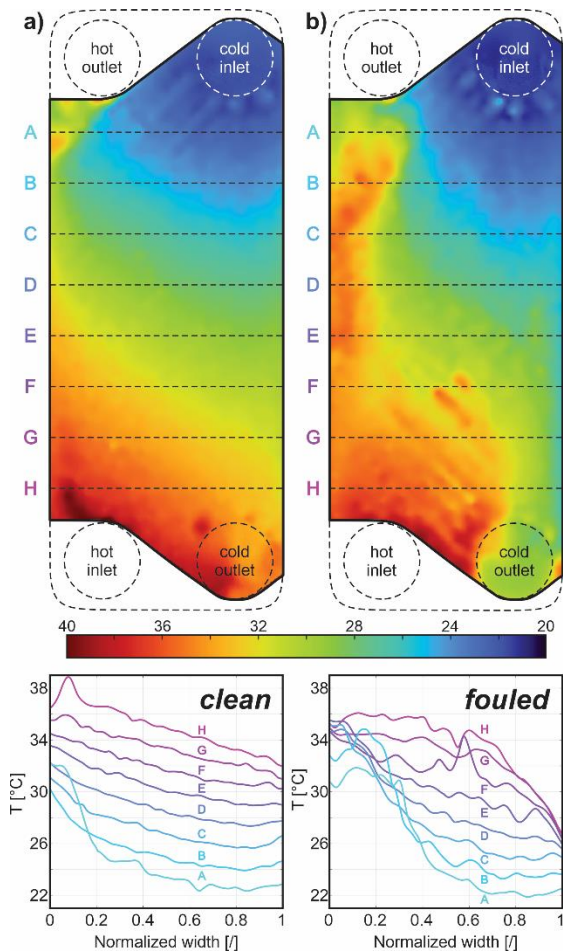 a)
hot
outlet
cold
inlet
b)
hot
outlet
cold
inlet
A
B
C
D
E
F
G
H
hot
inlet
cold
outlet
hot
inlet
cold
outlet
40 36 32 28 24 20
clean
38
34
30
26
22
T [°C]
H
G
F
E
D
C
B
A
0 0.2 0.4 0.6 0.8 1
Normalized width [/]
fouled
38
34
30
26
22
T [°C]
H
G
F
E
D
C
B
A
0 0.2 0.4 0.6 0.8 1
Normalized width [/]